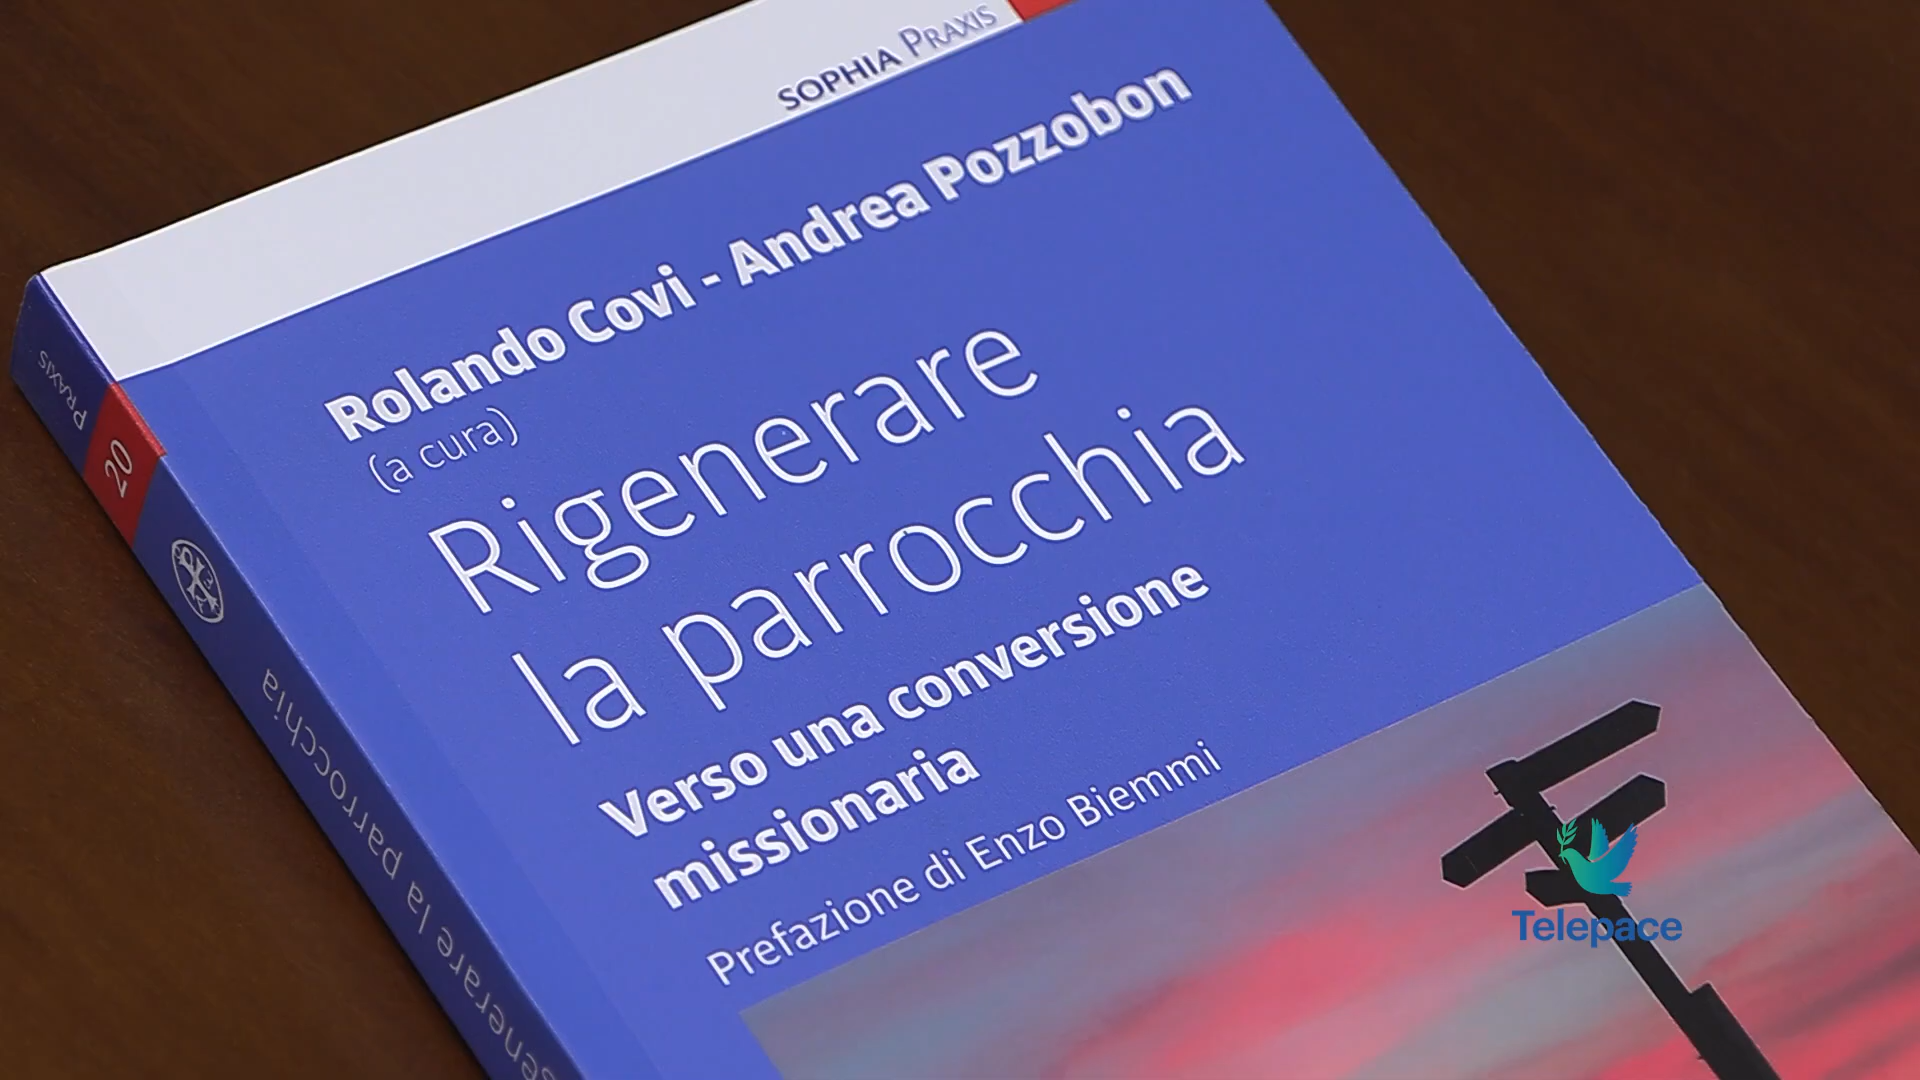 SOPHIA PRAXIS
Rolando Covi - Andrea Pozzobon
(a cura)
Rigenerare
la parrocchia
Verso una conversione
missionaria
Prefazione di Enzo Biemmi
PRAXIS
20
la parrocchia
Telepace